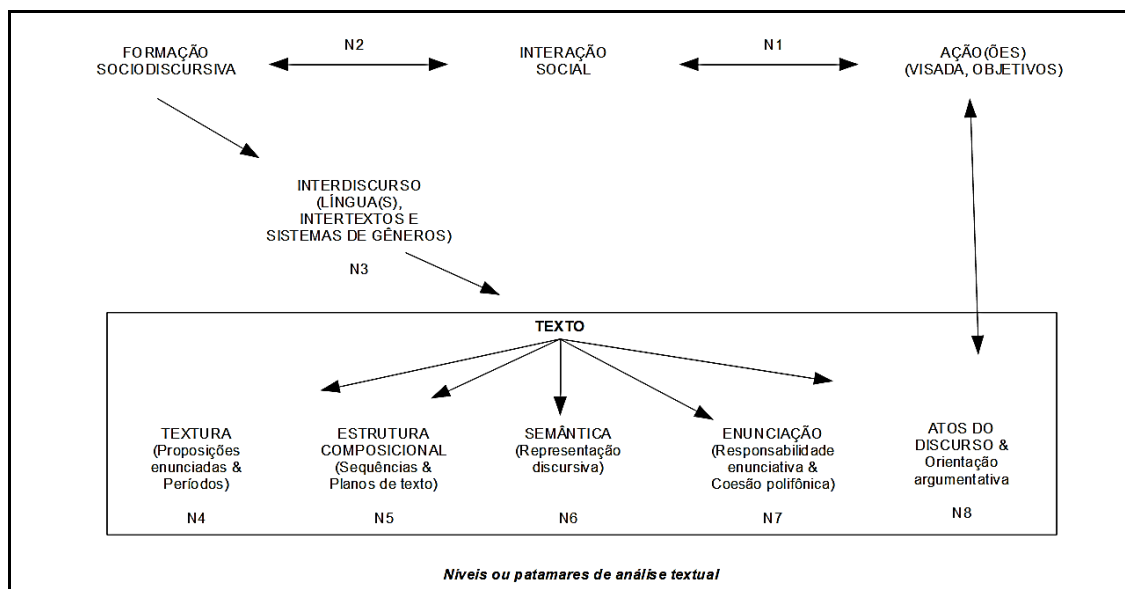 FORMAÇÃO
SOCIODISCURSIVA
N2
INTERAÇÃO
SOCIAL
N1
AÇÃO(ÕES)
(VISADA, OBJETIVOS)
INTERDISCURSO
(LÍNGUA(S),
INTERTEXTOS E
SISTEMAS DE GÊNEROS)
N3
TEXTO
TEXTURA
(Proposições
enunciadas &
Períodos)
N4
ESTRUTURA
COMPOSICIONAL
(Sequências &
Planos de texto)
N5
SEMÂNTICA
(Representação
discursiva)
N6
ENUNCIAÇÃO
(Responsabilidade
enunciativa &
Coesão polifônica)
N7
ATOS DO
DISCURSO &
Orientação
argumentativa
N8
Níveis ou patamares de análise textual